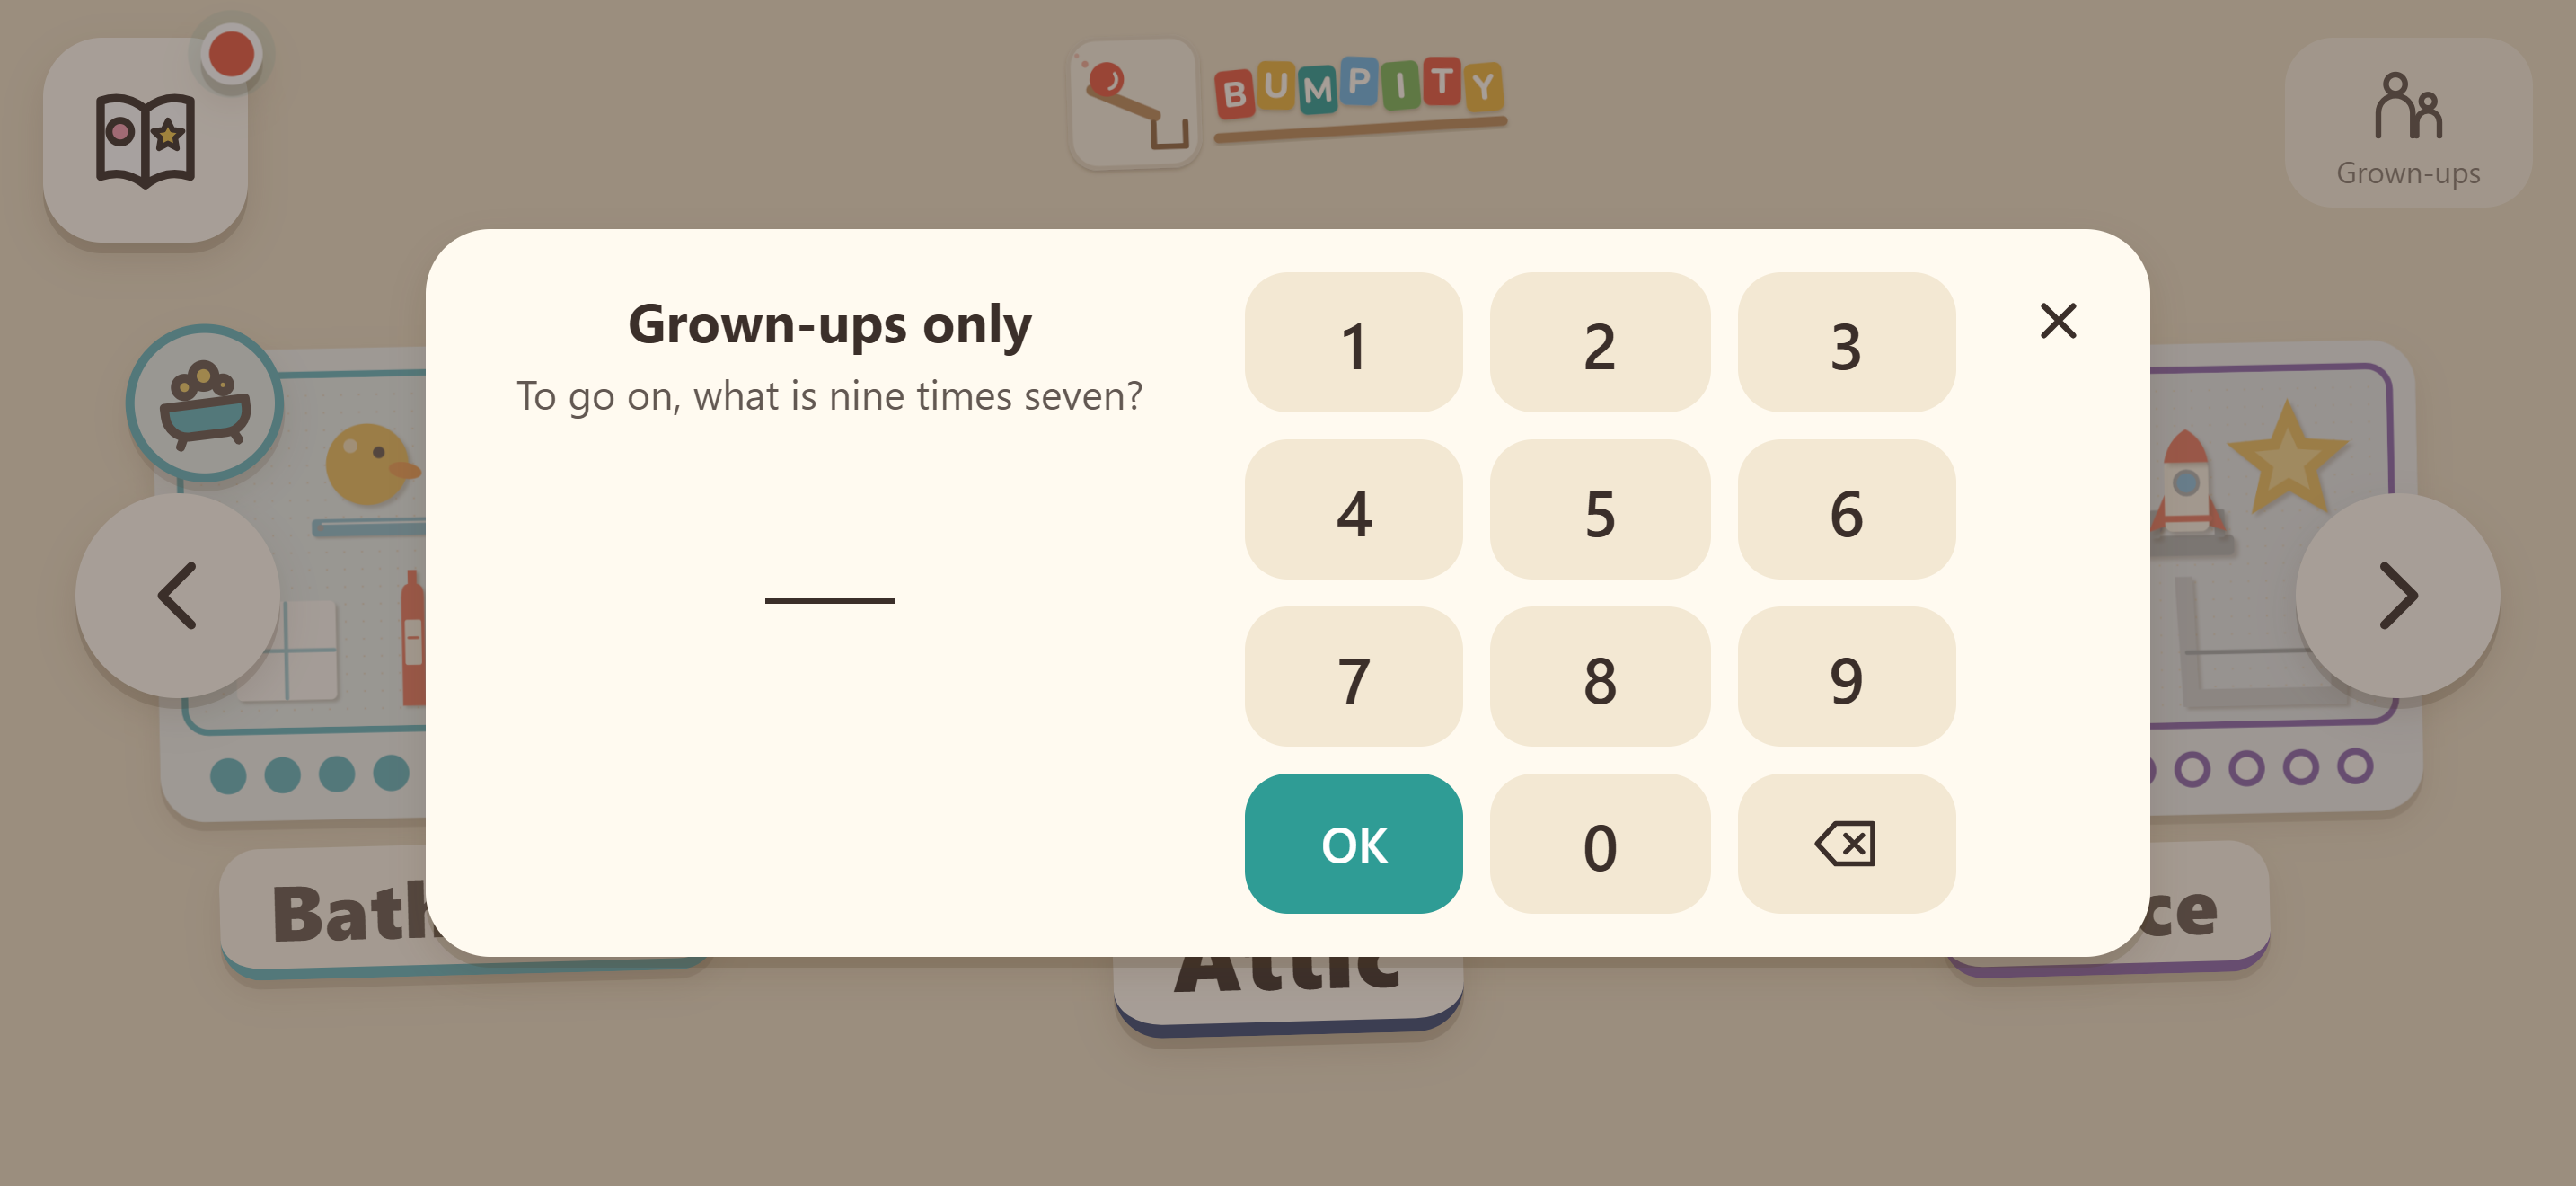 BUMPITY
Grown-ups
Grown-ups only
To go on, what is nine times seven?
1 2 3
4 5 6
7 8 9
OK 0
Attic